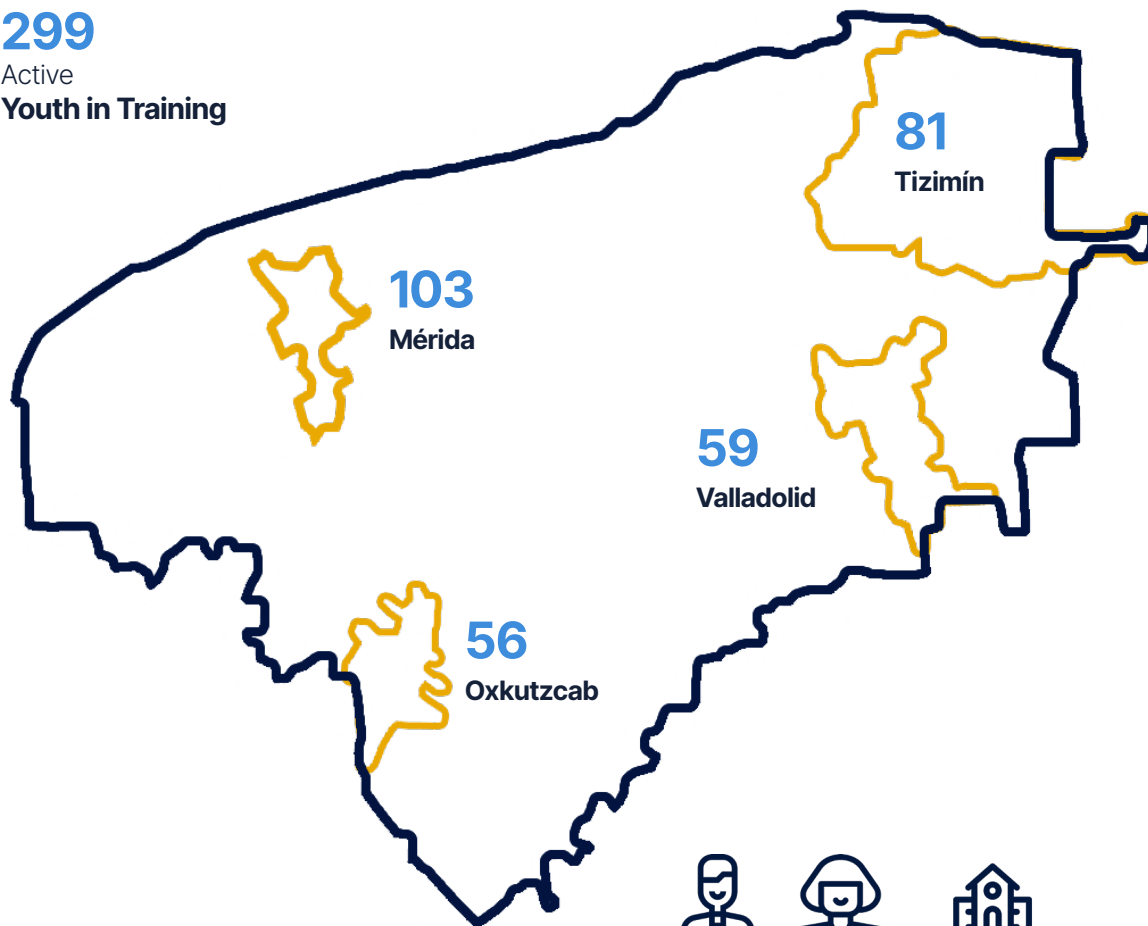 299
Active
Youth in Training
81
Tizimín
103
Mérida
59
Valladolid
56
Oxkutzcab